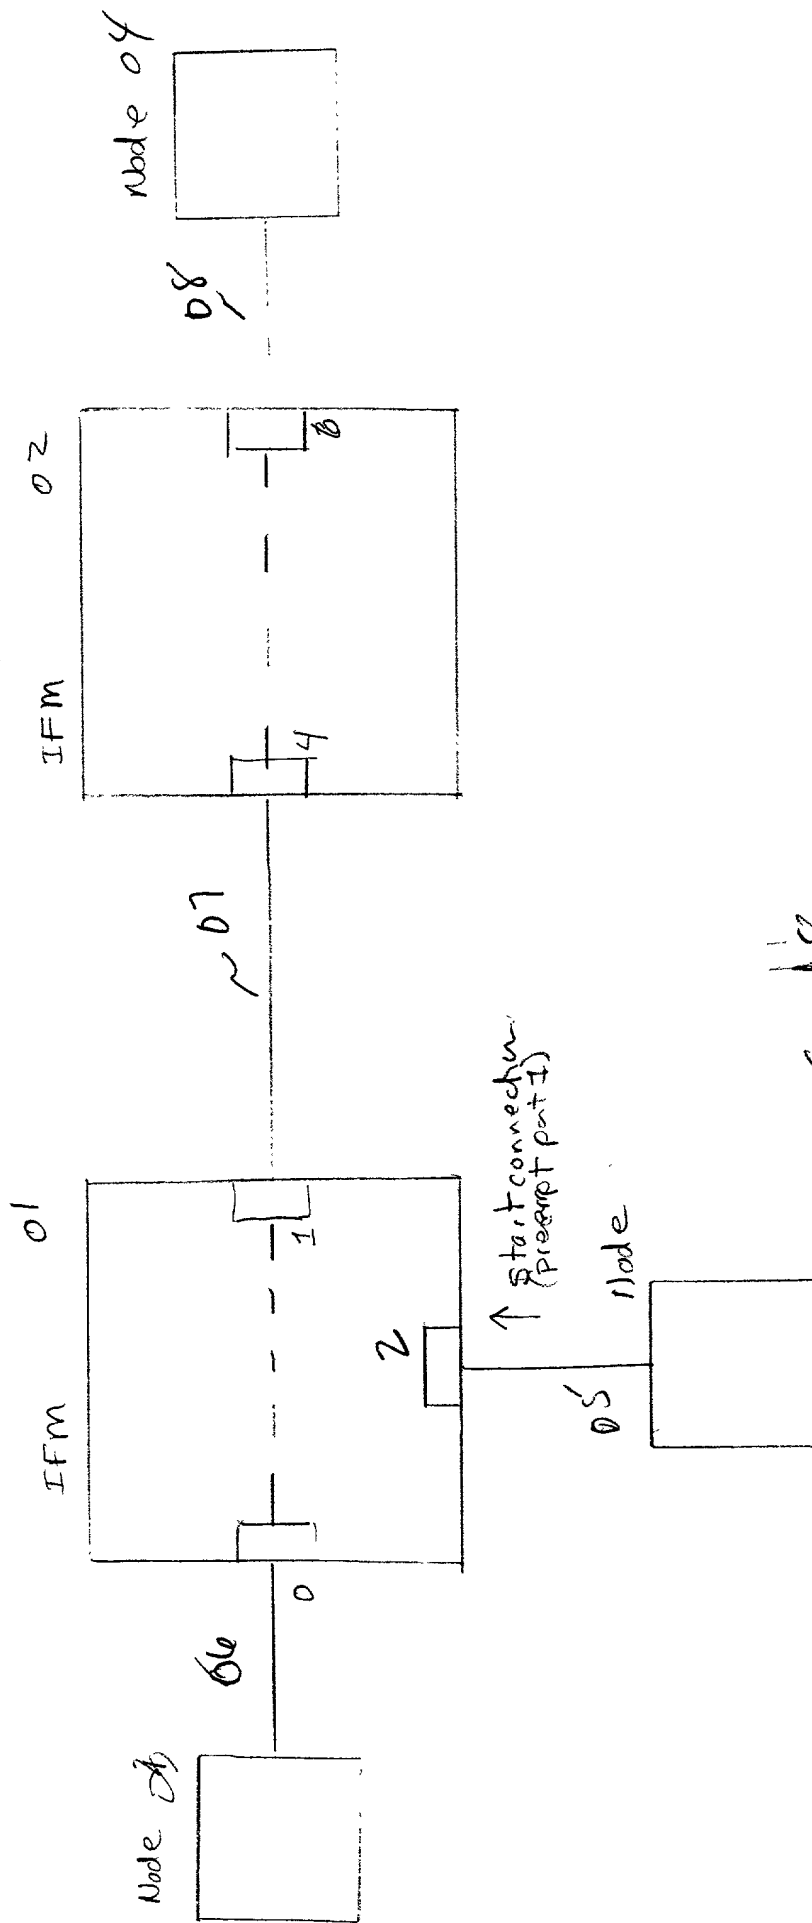 IFM 01
IFM 02
Node 04
Node
06
07
08
0
1
2
4
↑ start connection
(preempt port 1)
05
Node